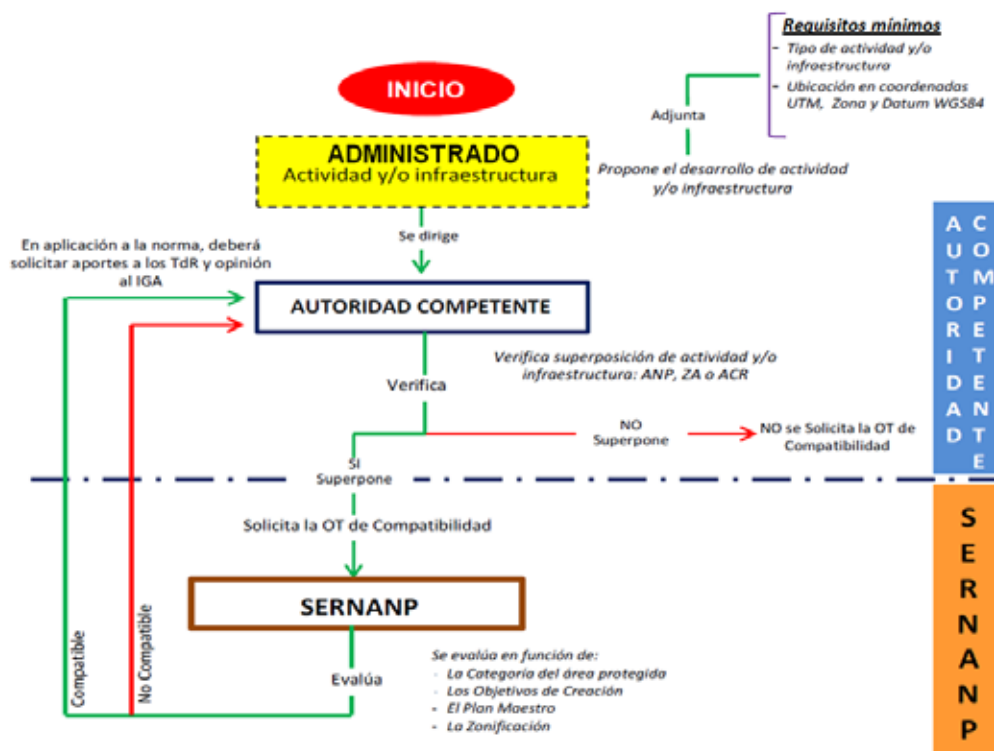 Requisitos mínimos
- Tipo de actividad y/o
infraestructura
- Ubicación en coordenadas
UTM, Zona y Datum WGS84
INICIO
Adjunta
ADMINISTRADO
Actividad y/o infraestructura
Propone el desarrollo de actividad
y/o infraestructura
Se dirige
En aplicación a la norma, deberá
solicitar aportes a los TdR y opinión
al IGA
AUTORIDAD COMPETENTE
Verifica superposición de actividad y/o
infraestructura: ANP, ZA o ACR
Verifica
NO
Superpone
NO se Solicita la OT de
Compatibilidad
SI
Superpone
AUTORIDAD
COMPETENTE
Solicita la OT de Compatibilidad
SERNANP
Compatible
No Compatible
Evalúa
Se evalúa en función de:
- La Categoría del área protegida
- Los Objetivos de Creación
- El Plan Maestro
- La Zonificación
SERNANP